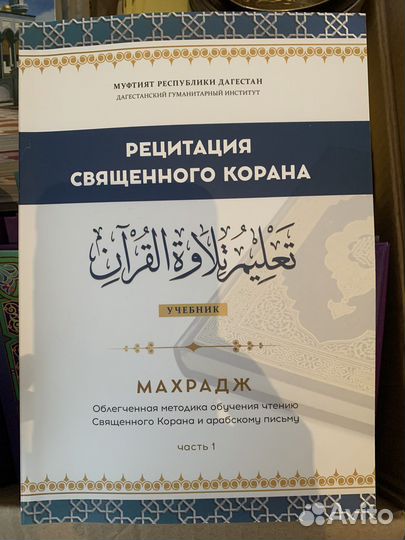 МУФТИЯТ РЕСПУБЛИКИ ДАГЕСТАН
ДАГЕСТАНСКИЙ ГУМАНИТАРНЫЙ ИНСТИТУТ
РЕЦИТАЦИЯ
СВЯЩЕННОГО КОРАНА
تعليم تلاوة القرآن
УЧЕБНИК
МАХРАДЖ
Облегченная методика обучения чтению
Священного Корана и арабскому письму
часть 1
Avito